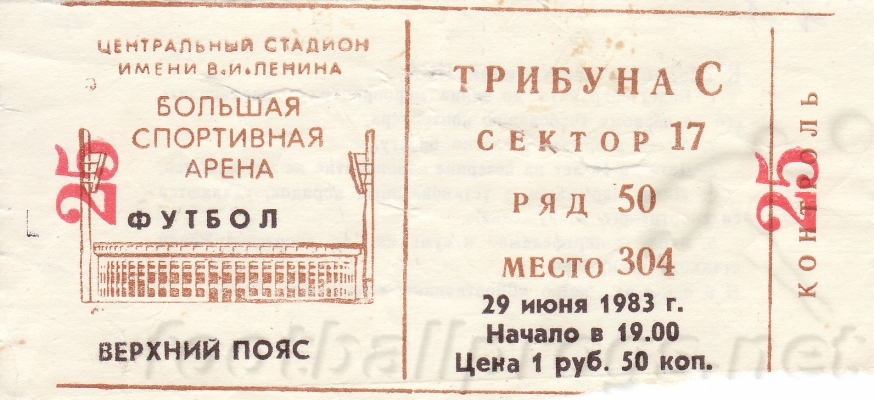 ЦЕНТРАЛЬНЫЙ СТАДИОН
ИМЕНИ В.И.ЛЕНИНА
БОЛЬШАЯ
СПОРТИВНАЯ
АРЕНА
25
ФУТБОЛ
ВЕРХНИЙ ПОЯС
ТРИБУНА С
СЕКТОР 17
РЯД 50
МЕСТО 304
29 июня 1983 г.
Начало в 19.00
Цена 1 руб. 50 коп.
25
КОНТРОЛЬ